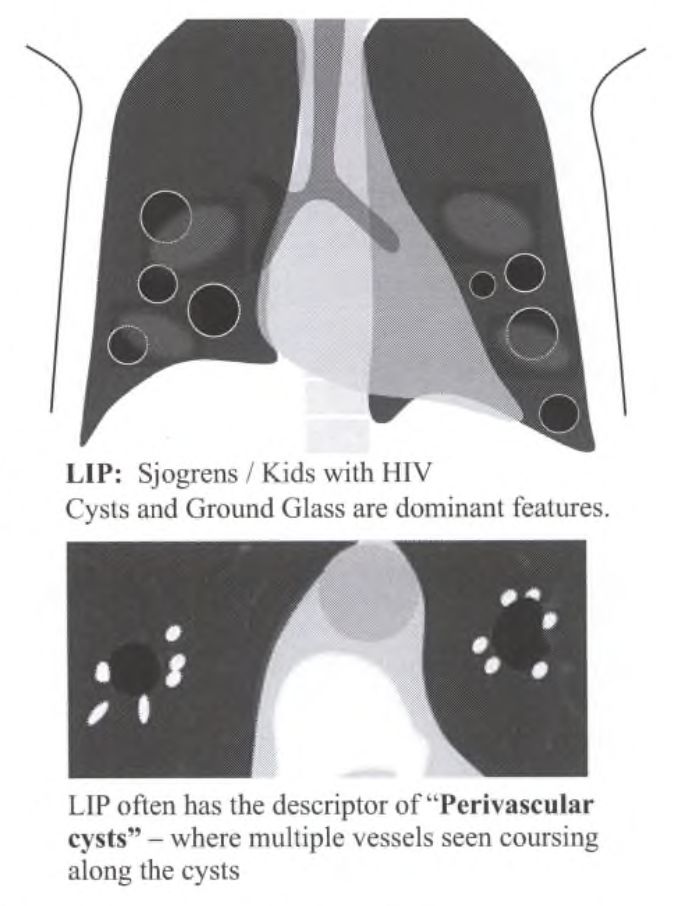 LIP: Sjogrens / Kids with HIV
Cysts and Ground Glass are dominant features.
LIP often has the descriptor of “Perivascular
cysts” – where multiple vessels seen coursing
along the cysts